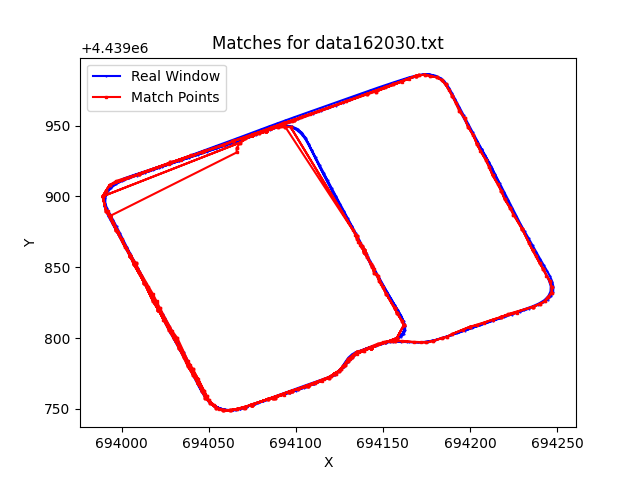 Matches for data162030.txt
+4.439e6
Real Window
Match Points
950
900
850
800
750
Y
694000 694050 694100 694150 694200 694250
X